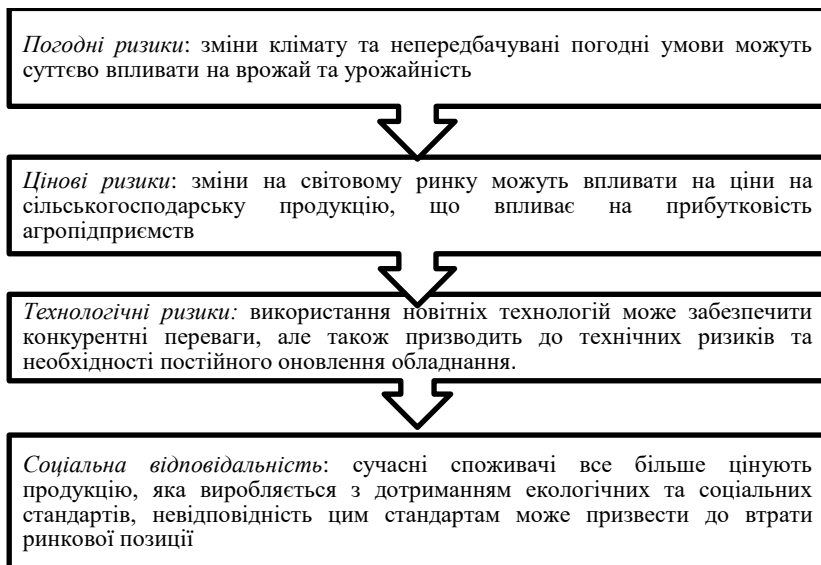 Погодні ризики: зміни клімату та непередбачувані погодні умови можуть
суттєво впливати на врожай та урожайність
Цінові ризики: зміни на світовому ринку можуть впливати на ціни на
сільськогосподарську продукцію, що впливає на прибутковість
агропідприємств
Технологічні ризики: використання новітніх технологій може забезпечити
конкурентні переваги, але також призводить до технічних ризиків та
необхідності постійного оновлення обладнання.
Соціальна відповідальність: сучасні споживачі все більше цінують
продукцію, яка виробляється з дотриманням екологічних та соціальних
стандартів, невідповідність цим стандартам може призвести до втрати
ринкової позиції